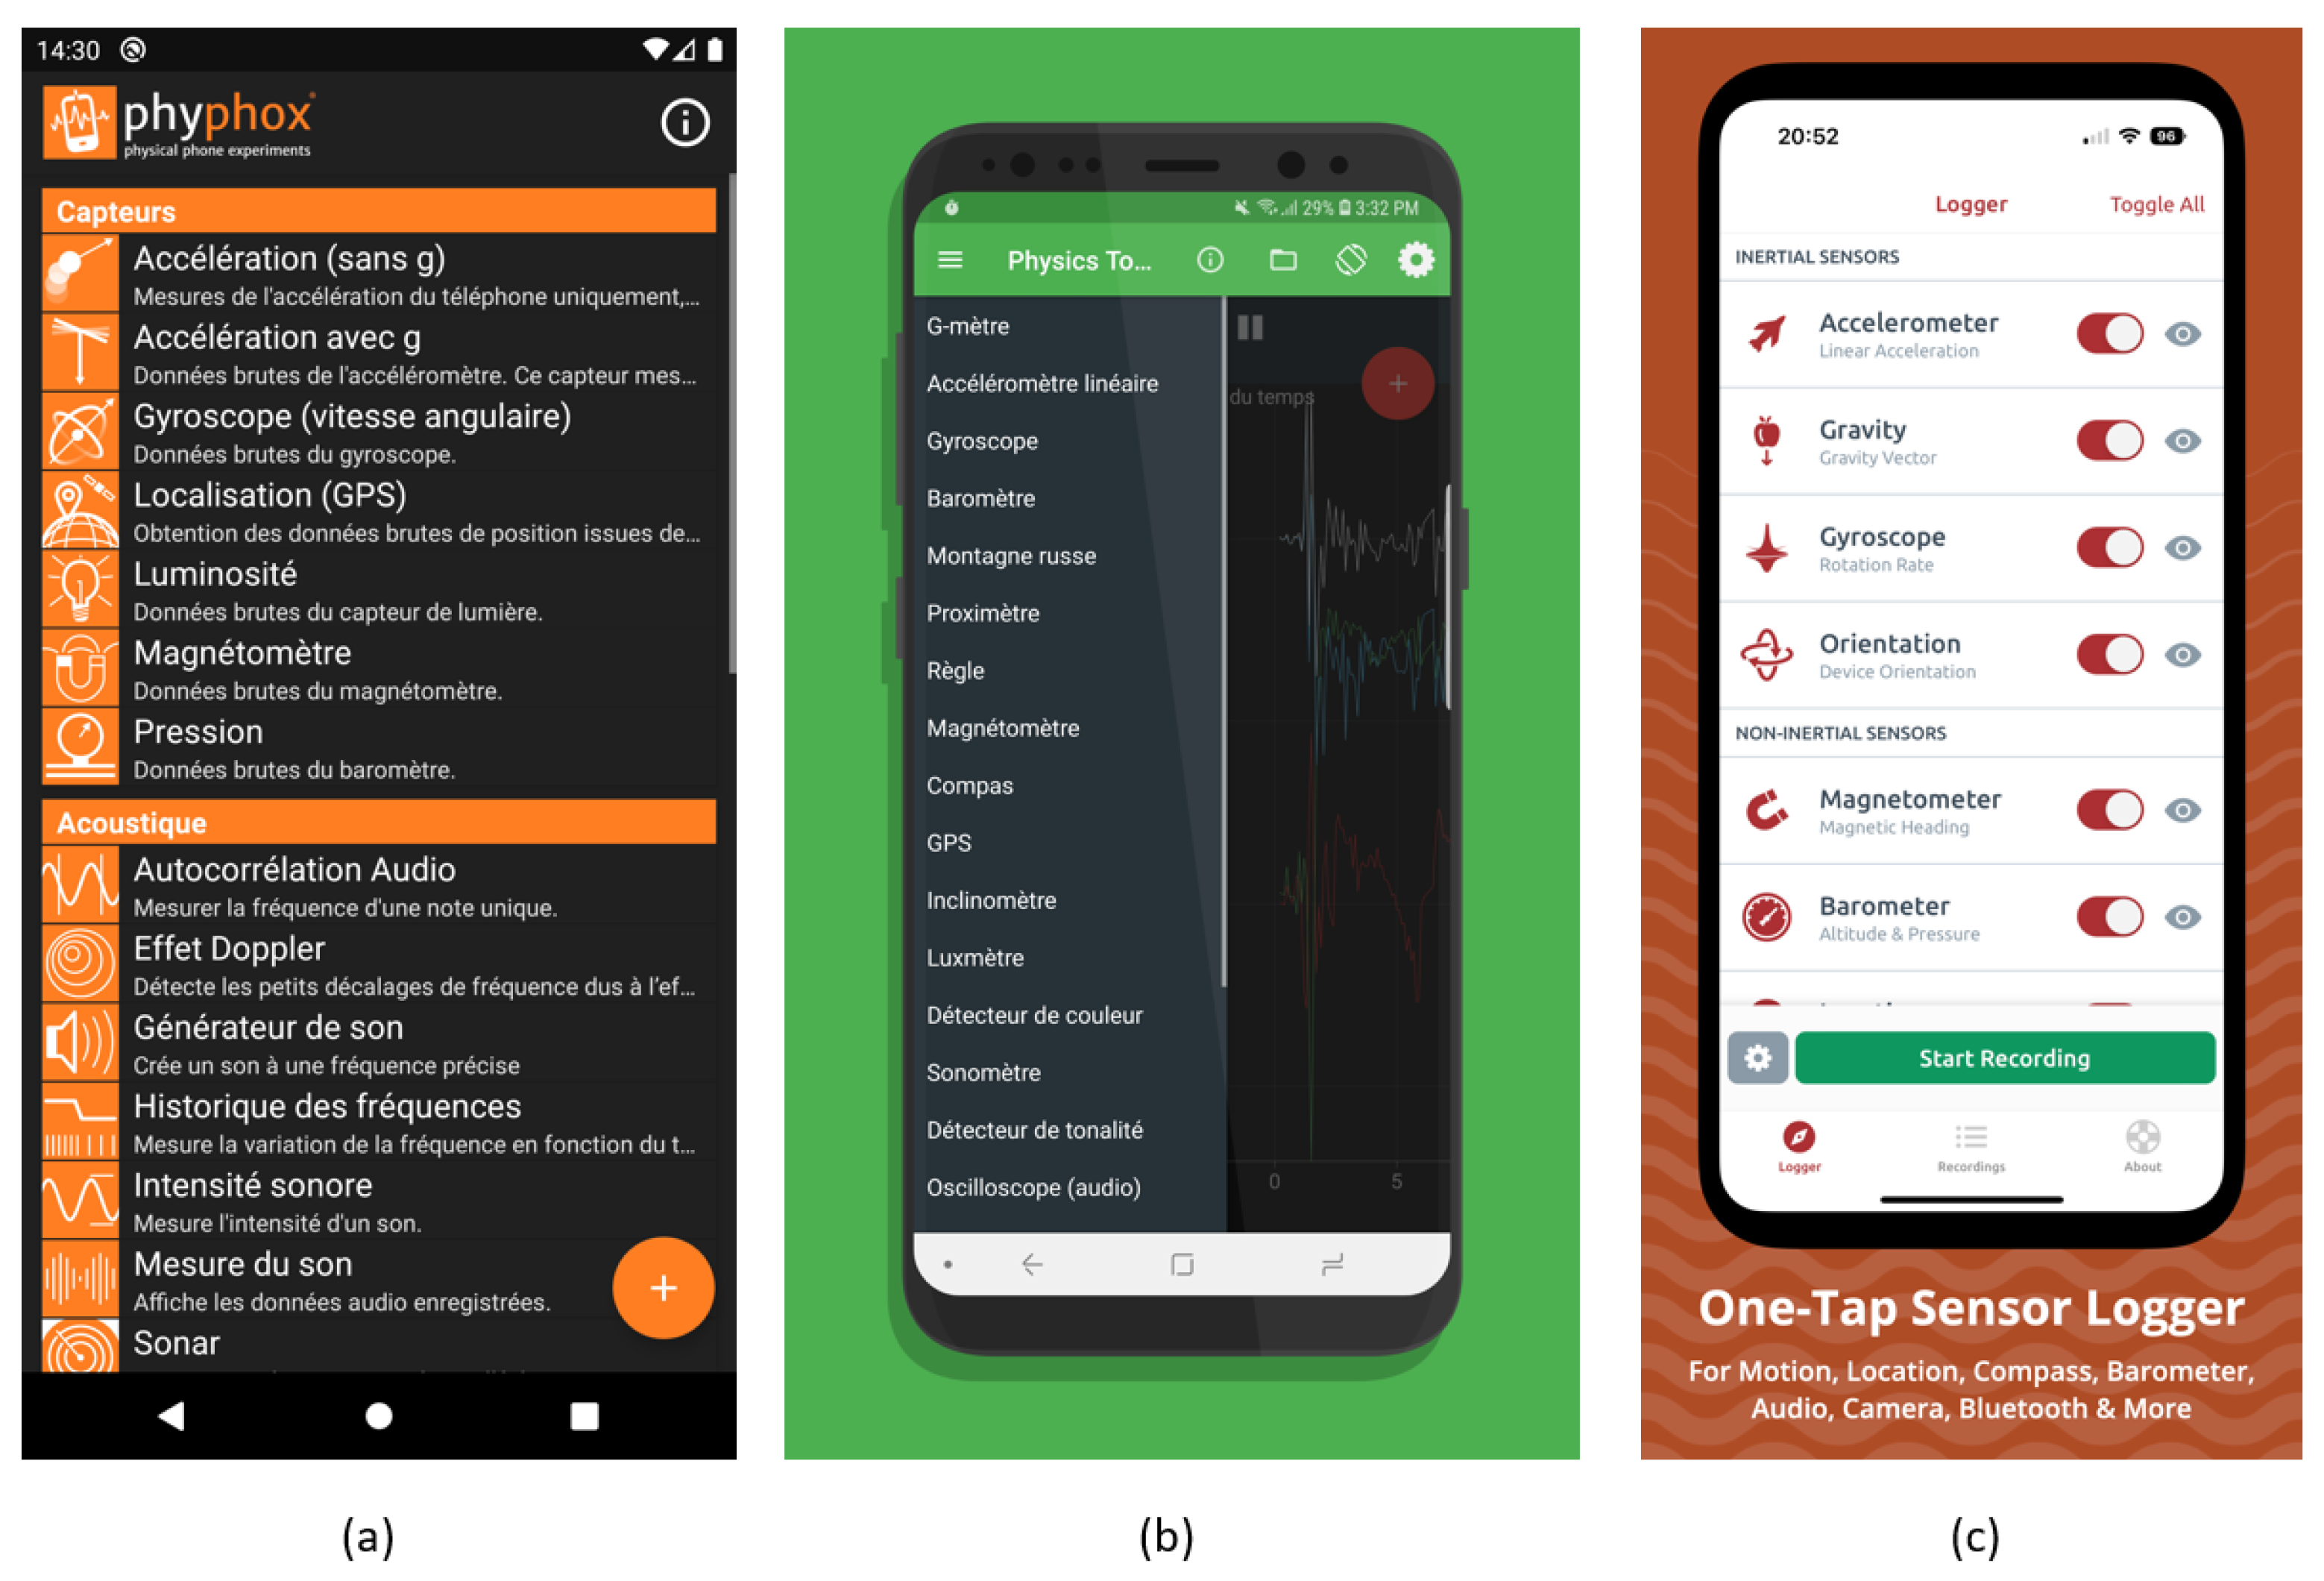 14:30
phyphox
physical phone experiments
Capteurs
Accélération (sans g)
Mesures de l'accélération du téléphone uniquement,...
Accélération avec g
Données brutes de l'accéléromètre. Ce capteur mes...
Gyroscope (vitesse angulaire)
Données brutes du gyroscope.
Localisation (GPS)
Obtention des données brutes de position issues de...
Luminosité
Données brutes du capteur de lumière.
Magnétomètre
Données brutes du magnétomètre.
Pression
Données brutes du baromètre.
Acoustique
Autocorrélation Audio
Mesurer la fréquence d'une note unique.
Effet Doppler
Détecte les petits décalages de fréquence dus à l'ef...
Générateur de son
Crée un son à une fréquence précise
Historique des fréquences
Mesure la variation de la fréquence en fonction du t...
Intensité sonore
Mesure l'intensité d'un son.
Mesure du son
Affiche les données audio enregistrées.
Sonar
(a)
29% 3:32 PM
Physics To...
G-mètre
Accéléromètre linéaire
Gyroscope
Baromètre
Montagne russe
Proximètre
Règle
Magnétomètre
Compas
GPS
Inclinomètre
Luxmètre
Détecteur de couleur
Sonomètre
Détecteur de tonalité
Oscilloscope (audio)
du temps
0 5
(b)
20:52 96
Logger Toggle All
INERTIAL SENSORS
Accelerometer
Linear Acceleration
Gravity
Gravity Vector
Gyroscope
Rotation Rate
Orientation
Device Orientation
NON-INERTIAL SENSORS
Magnetometer
Magnetic Heading
Barometer
Altitude & Pressure
Start Recording
Logger Recordings About
One-Tap Sensor Logger
For Motion, Location, Compass, Barometer,
Audio, Camera, Bluetooth & More
(c)